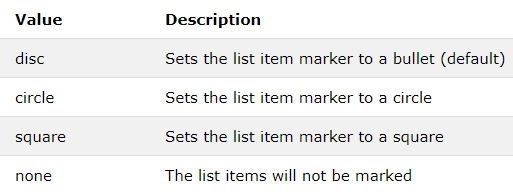 Value Description
disc Sets the list item marker to a bullet (default)
circle Sets the list item marker to a circle
square Sets the list item marker to a square
none The list items will not be marked